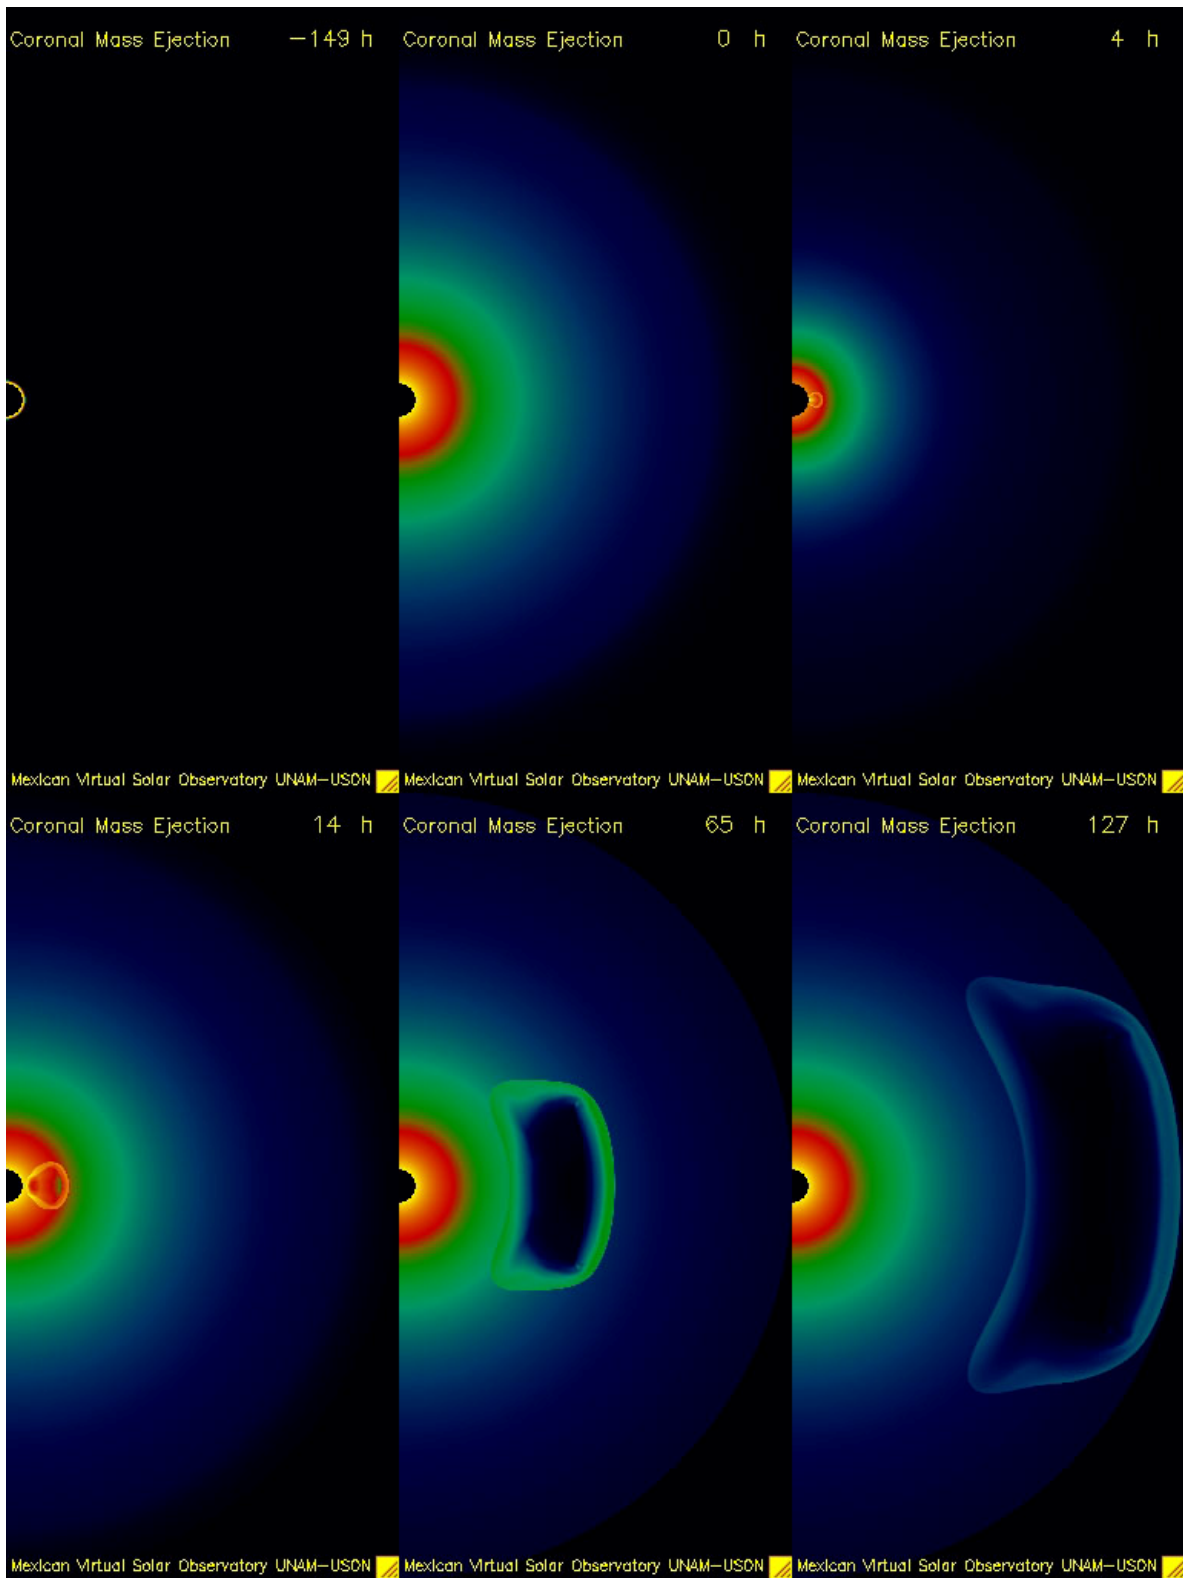 Coronal Mass Ejection −149 h
Coronal Mass Ejection 0 h
Coronal Mass Ejection 4 h
Mexican Virtual Solar Observatory UNAM−USON
Mexican Virtual Solar Observatory UNAM−USON
Mexican Virtual Solar Observatory UNAM−USON
Coronal Mass Ejection 14 h
Coronal Mass Ejection 65 h
Coronal Mass Ejection 127 h
Mexican Virtual Solar Observatory UNAM−USON
Mexican Virtual Solar Observatory UNAM−USON
Mexican Virtual Solar Observatory UNAM−USON